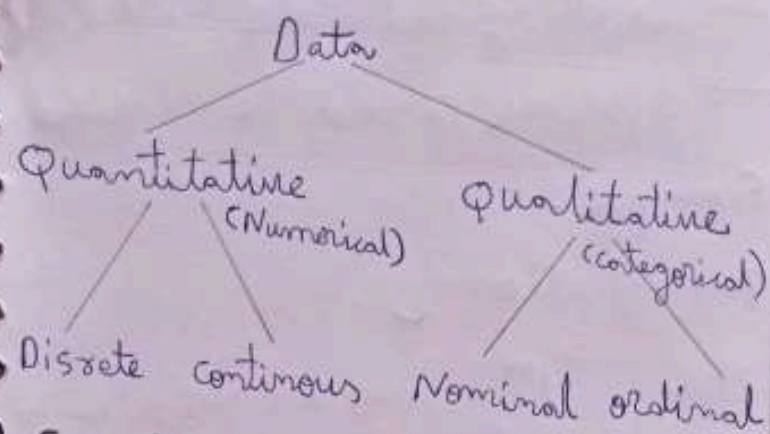 Data
Quantitative
(Numerical)
Qualitative
(categorical)
Disrete continous Nominal ordinal